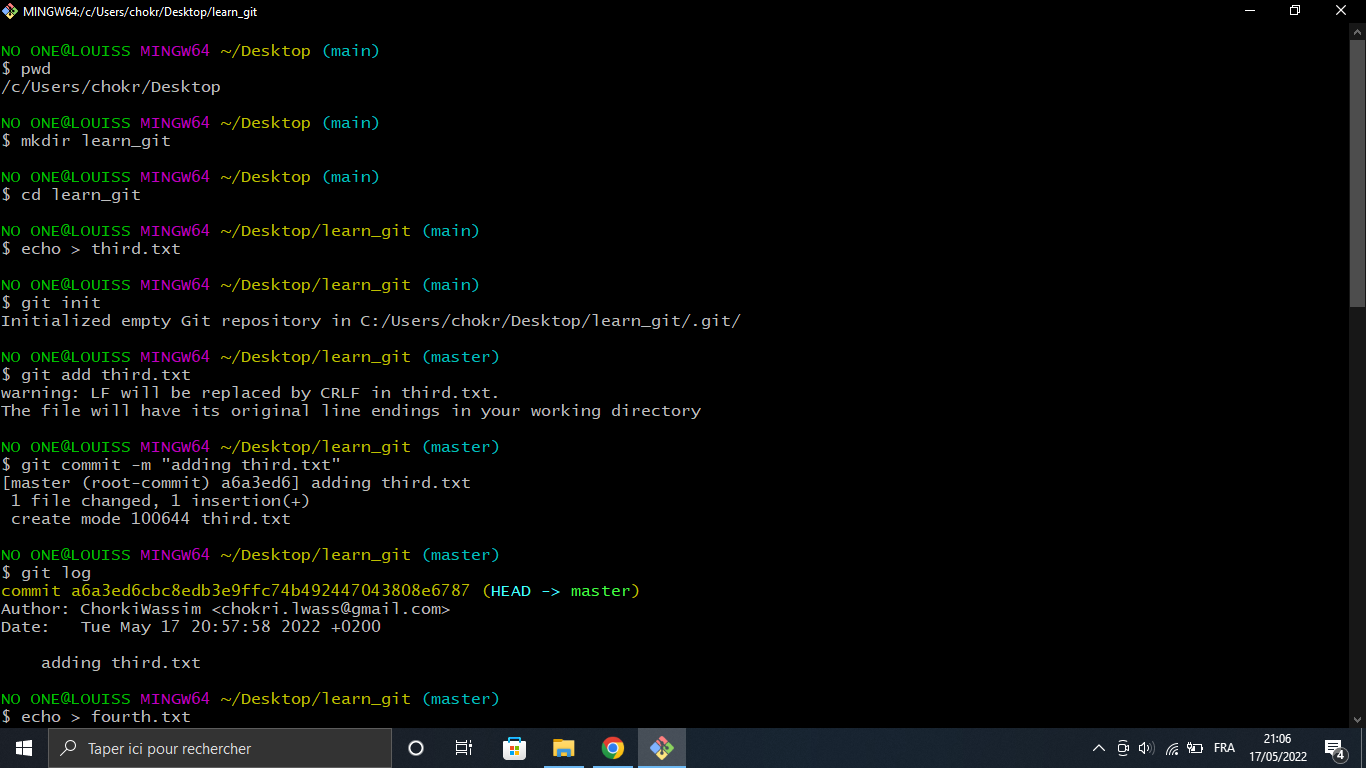 MINGW64:/c/Users/chokr/Desktop/learn_git
NO ONE@LOUISS MINGW64 ~/Desktop (main)
$ pwd
/c/Users/chokr/Desktop
NO ONE@LOUISS MINGW64 ~/Desktop (main)
$ mkdir learn_git
NO ONE@LOUISS MINGW64 ~/Desktop (main)
$ cd learn_git
NO ONE@LOUISS MINGW64 ~/Desktop/learn_git (main)
$ echo > third.txt
NO ONE@LOUISS MINGW64 ~/Desktop/learn_git (main)
$ git init
Initialized empty Git repository in C:/Users/chokr/Desktop/learn_git/.git/
NO ONE@LOUISS MINGW64 ~/Desktop/learn_git (master)
$ git add third.txt
warning: LF will be replaced by CRLF in third.txt.
The file will have its original line endings in your working directory
NO ONE@LOUISS MINGW64 ~/Desktop/learn_git (master)
$ git commit -m "adding third.txt"
[master (root-commit) a6a3ed6] adding third.txt
 1 file changed, 1 insertion(+)
 create mode 100644 third.txt
NO ONE@LOUISS MINGW64 ~/Desktop/learn_git (master)
$ git log
commit a6a3ed6cbc8edb3e9ffc74b492447043808e6787 (HEAD -> master)
Author: ChorkiWassim <chokri.lwass@gmail.com>
Date:   Tue May 17 20:57:58 2022 +0200
    adding third.txt
NO ONE@LOUISS MINGW64 ~/Desktop/learn_git (master)
$ echo > fourth.txt
Taper ici pour rechercher
FRA
21:06
17/05/2022
4